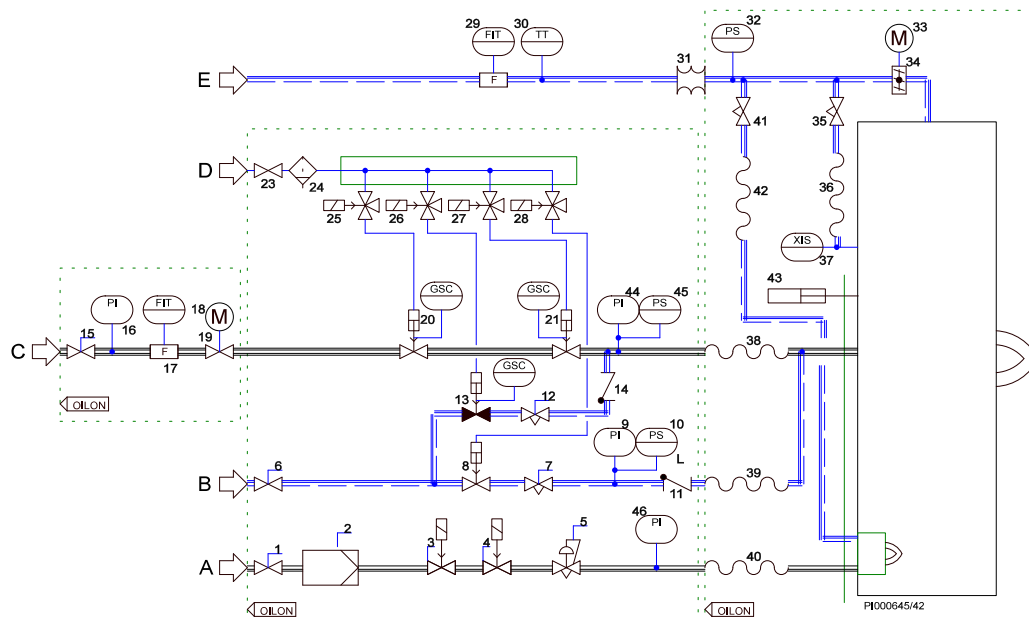 29 30 32 33
FIT TT PS M
31 34
E F
41 35
D
23 24
25 26 27 28
42 36
XIS
37
43
GSC GSC
18 M
PI FIT
16
20 21
44 45
PI PS
15 19
C F
17
38
GSC
14
13 12
OILON
9 10
PI PS
6 8 7 L
B 39
11
46
PI
1 2 3 4 5
A 40
OILON OILON
PI000645/42